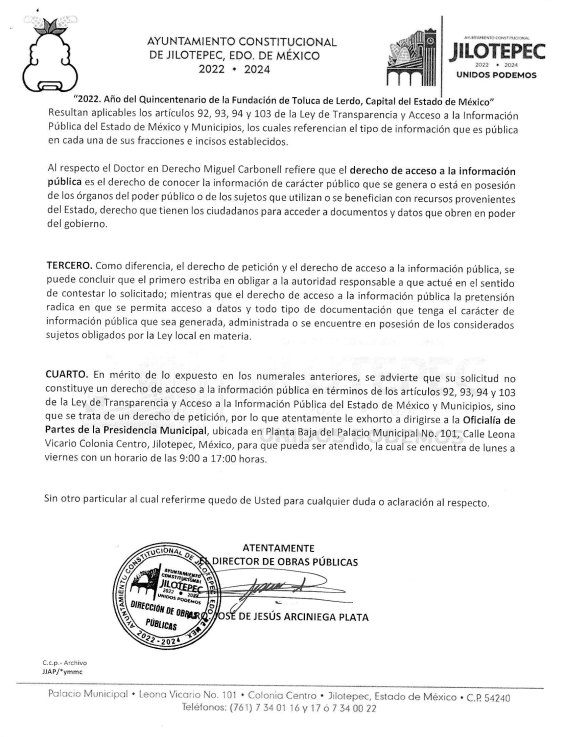 AYUNTAMIENTO CONSTITUCIONAL
DE JILOTEPEC, EDO. DE MÉXICO
2022 • 2024
AYUNTAMIENTO CONSTITUCIONAL
JILOTEPEC
2022 • 2024
UNIDOS PODEMOS
“2022. Año del Quincentenario de la Fundación de Toluca de Lerdo, Capital del Estado de México”
Resultan aplicables los artículos 92, 93, 94 y 103 de la Ley de Transparencia y Acceso a la Información
Pública del Estado de México y Municipios, los cuales referencian el tipo de información que es pública
en cada una de sus fracciones e incisos establecidos.
Al respecto el Doctor en Derecho Miguel Carbonell refiere que el derecho de acceso a la información
pública es el derecho de conocer la información de carácter público que se genera o está en posesión
de los órganos del poder público o de los sujetos que utilizan o se benefician con recursos provenientes
del Estado, derecho que tienen los ciudadanos para acceder a documentos y datos que obren en poder
del gobierno.
TERCERO. Como diferencia, el derecho de petición y el derecho de acceso a la información pública, se
puede concluir que el primero estriba en obligar a la autoridad responsable a que actué en el sentido
de contestar lo solicitado; mientras que el derecho de acceso a la información pública la pretensión
radica en que se permita acceso a datos y todo tipo de documentación que tenga el carácter de
información pública que sea generada, administrada o se encuentre en posesión de los considerados
sujetos obligados por la Ley local en materia.
CUARTO. En mérito de lo expuesto en los numerales anteriores, se advierte que su solicitud no
constituye un derecho de acceso a la información pública en términos de los artículos 92, 93, 94 y 103
de la Ley de Transparencia y Acceso a la Información Pública del Estado de México y Municipios, sino
que se trata de un derecho de petición, por lo que atentamente le exhorto a dirigirse a la Oficialía de
Partes de la Presidencia Municipal, ubicada en Planta Baja del Palacio Municipal No. 101, Calle Leona
Vicario Colonia Centro, Jilotepec, México, para que pueda ser atendido, la cual se encuentra de lunes a
viernes con un horario de las 9:00 a 17:00 horas.
Sin otro particular al cual referirme quedo de Usted para cualquier duda o aclaración al respecto.
ATENTAMENTE
DIRECTOR DE OBRAS PÚBLICAS
JOSÉ DE JESÚS ARCINIEGA PLATA
AYUNTAMIENTO CONSTITUCIONAL DE JILOTEPEC, EDO. DE MEX.
AYUNTAMIENTO
CONSTITUCIONAL
JILOTEPEC
2022 • 2024
UNIDOS PODEMOS
DIRECCIÓN DE OBRAS
PÚBLICAS
2022 - 2024
C.c.p.- Archivo
JJAP/*ymmc
Palacio Municipal • Leona Vicario No. 101 • Colonia Centro • Jilotepec, Estado de México • C.P. 54240
Teléfonos: (761) 7 34 01 16 y 17 ó 7 34 00 22